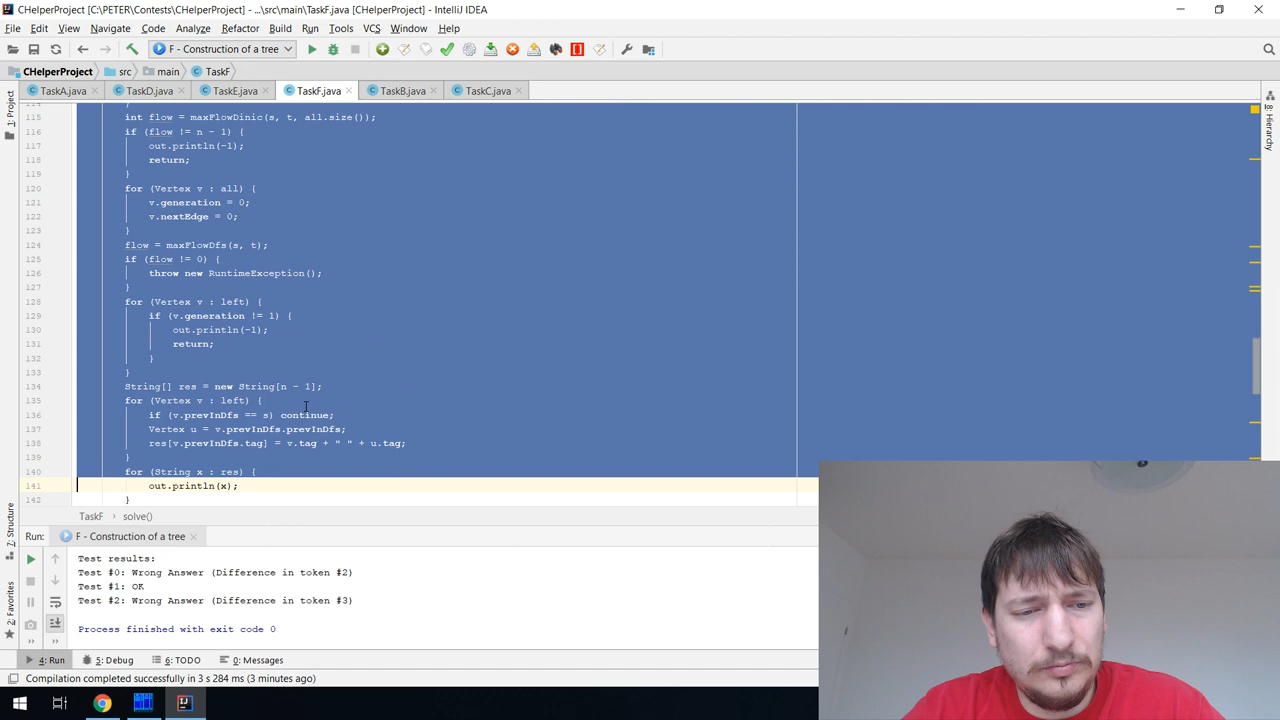 CHelperProject [C:\PETER\Contests\CHelperProject] - ...\src\main\TaskF.java [CHelperProject] - IntelliJ IDEA
File Edit View Navigate Code Analyze Refactor Build Run Tools VCS Window Help
F - Construction of a tree
CHelperProject src main TaskF
TaskA.java TaskD.java TaskE.java TaskF.java TaskB.java TaskC.java
1: Project
8: Hierarchy
114 }
115 int flow = maxFlowDinic(s, t, all.size());
116 if (flow != n - 1) {
117 out.println(-1);
118 return;
119 }
120 for (Vertex v : all) {
121 v.generation = 0;
122 v.nextEdge = 0;
123 }
124 flow = maxFlowDfs(s, t);
125 if (flow != 0) {
126 throw new RuntimeException();
127 }
128 for (Vertex v : left) {
129 if (v.generation != 1) {
130 out.println(-1);
131 return;
132 }
133 }
134 String[] res = new String[n - 1];
135 for (Vertex v : left) {
136 if (v.prevInDfs == s) continue;
137 Vertex u = v.prevInDfs.prevInDfs;
138 res[v.prevInDfs.tag] = v.tag + " " + u.tag;
139 }
140 for (String x : res) {
141 out.println(x);
142 }
TaskF › solve()
7: Structure
2: Favorites
Run: F - Construction of a tree
Test results:
Test #0: Wrong Answer (Difference in token #2)
Test #1: OK
Test #2: Wrong Answer (Difference in token #3)
Process finished with exit code 0
4: Run 5: Debug 6: TODO 0: Messages
Compilation completed successfully in 3 s 284 ms (3 minutes ago)